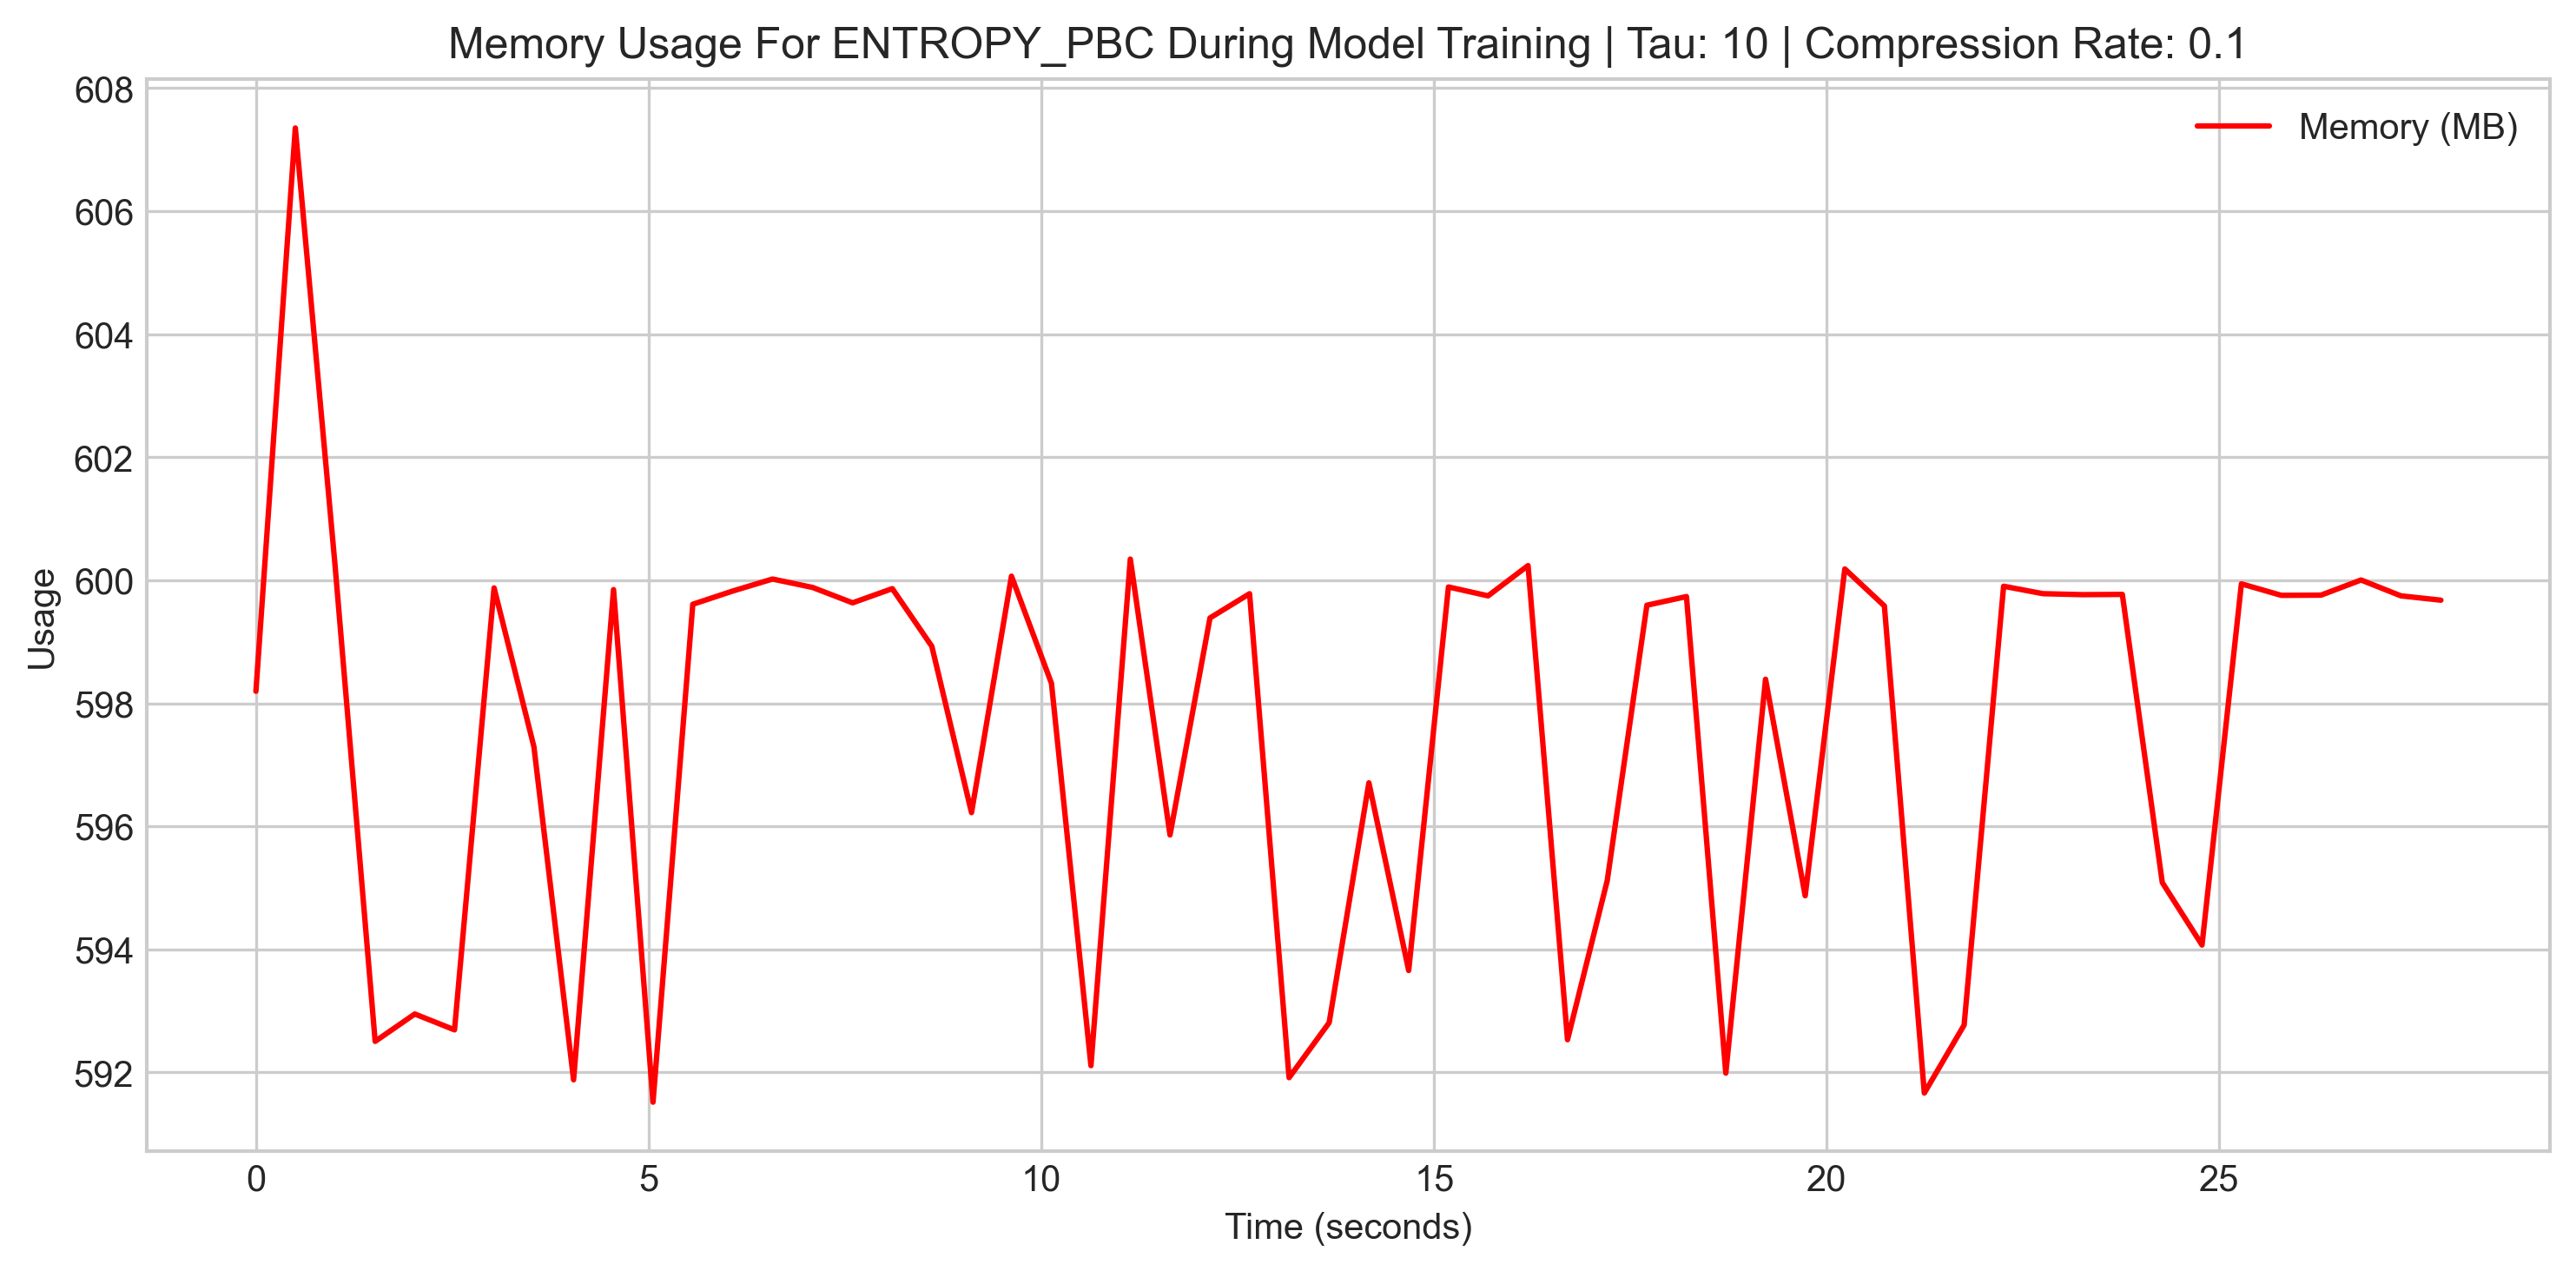 Memory Usage For ENTROPY_PBC During Model Training | Tau: 10 | Compression Rate: 0.1
Memory (MB)
608
606
604
602
600
598
596
594
592
Usage
0 5 10 15 20 25
Time (seconds)